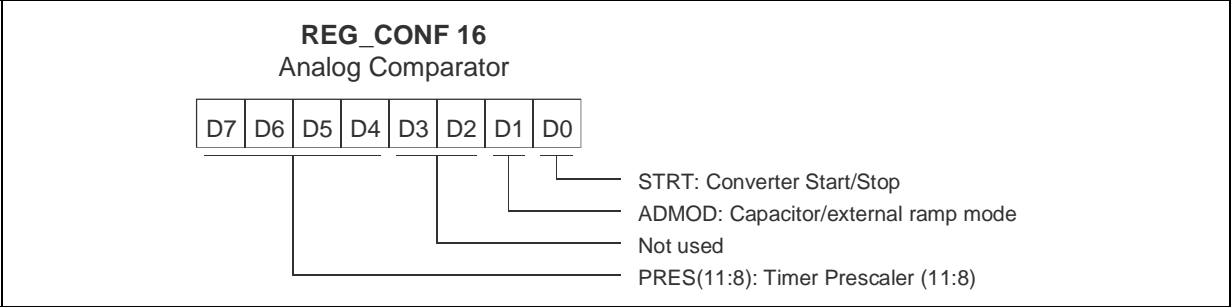 REG_CONF 16
Analog Comparator
D7 D6 D5 D4 D3 D2 D1 D0
STRT: Converter Start/Stop
ADMOD: Capacitor/external ramp mode
Not used
PRES(11:8): Timer Prescaler (11:8)